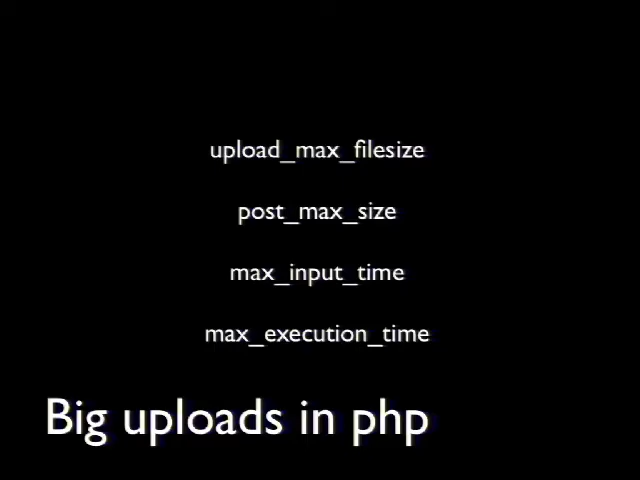 upload_max_filesize
post_max_size
max_input_time
max_execution_time
Big uploads in php